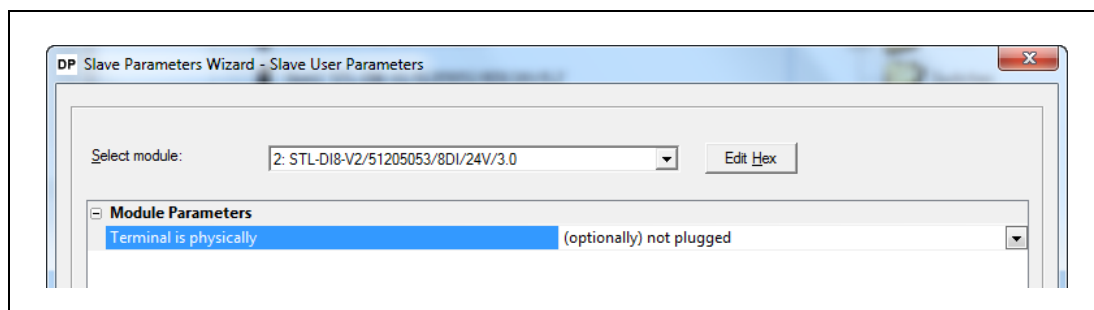 DP Slave Parameters Wizard - Slave User Parameters
Select module: 2: STL-DI8-V2/51205053/8DI/24V/3.0 Edit Hex
Module Parameters
Terminal is physically (optionally) not plugged